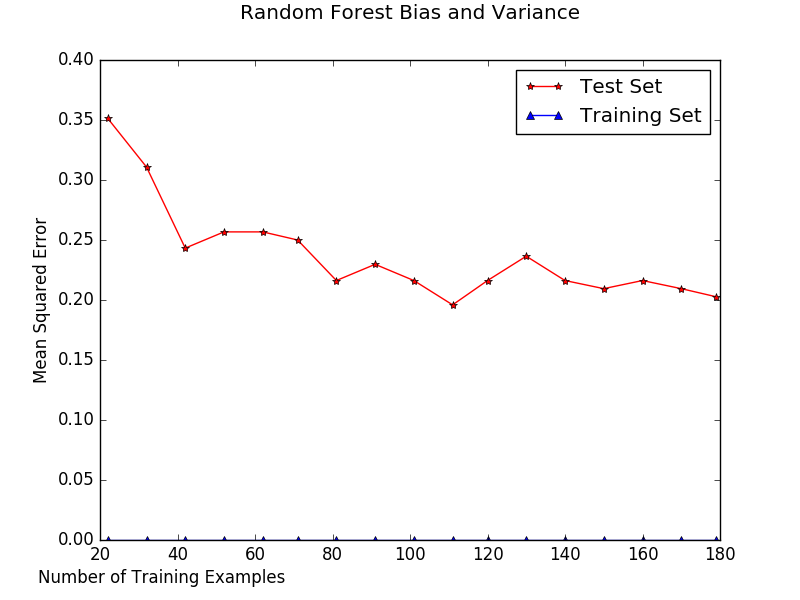 Random Forest Bias and Variance
0.40
0.35
0.30
0.25
0.20
0.15
0.10
0.05
0.00
Mean Squared Error
Test Set
Training Set
20 40 60 80 100 120 140 160 180
Number of Training Examples